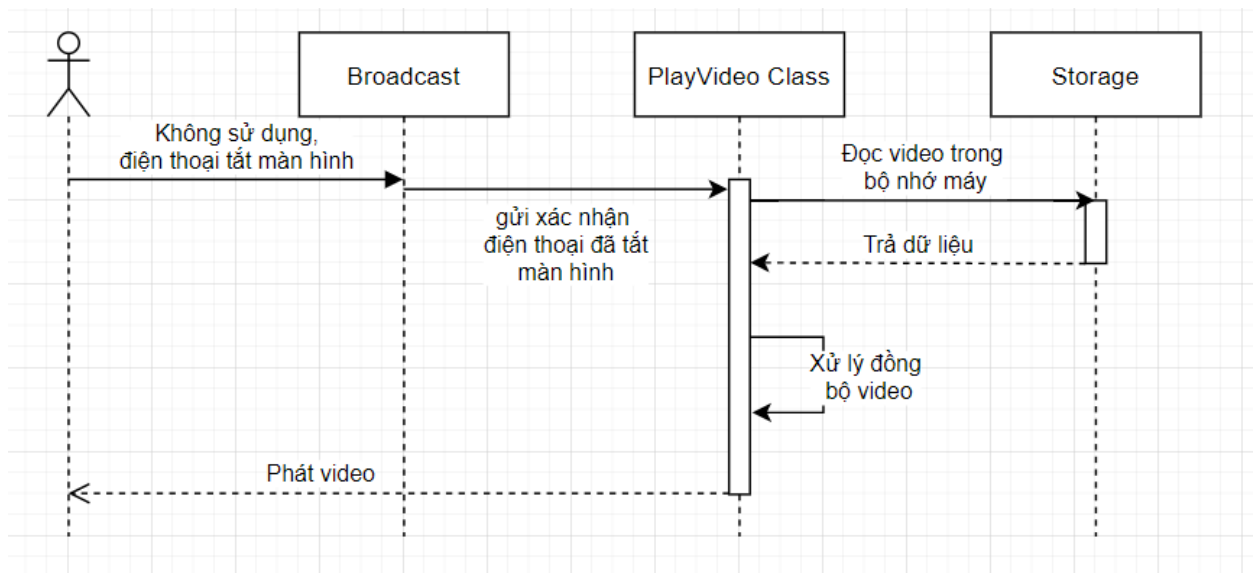 Broadcast
PlayVideo Class
Storage
Không sử dụng,
điện thoại tắt màn hình
Đọc video trong
bộ nhớ máy
gửi xác nhận
điện thoại đã tắt
màn hình
Trả dữ liệu
Xử lý đồng
bộ video
Phát video